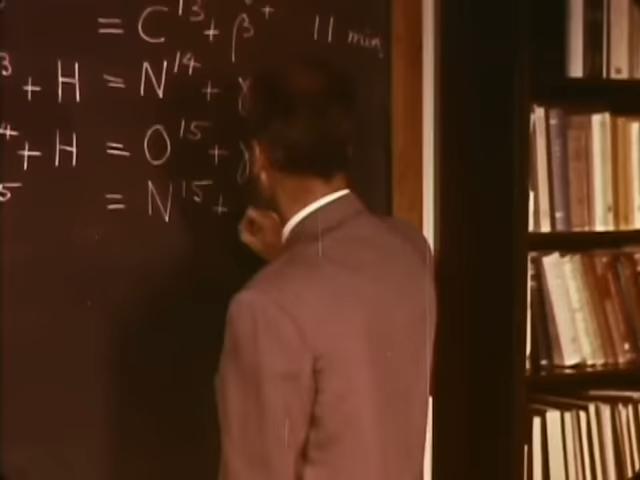 = C¹³ + β⁺ 11 min
³ + H = N¹⁴ + γ
⁴ + H = O¹⁵ + γ
⁵ = N¹⁵ +